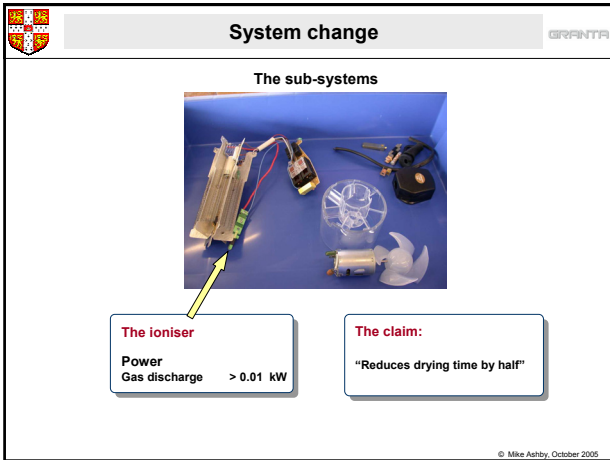 System change
GRANTA
The sub-systems
The ioniser
Power
Gas discharge > 0.01 kW
The claim:
“Reduces drying time by half”
© Mike Ashby, October 2005